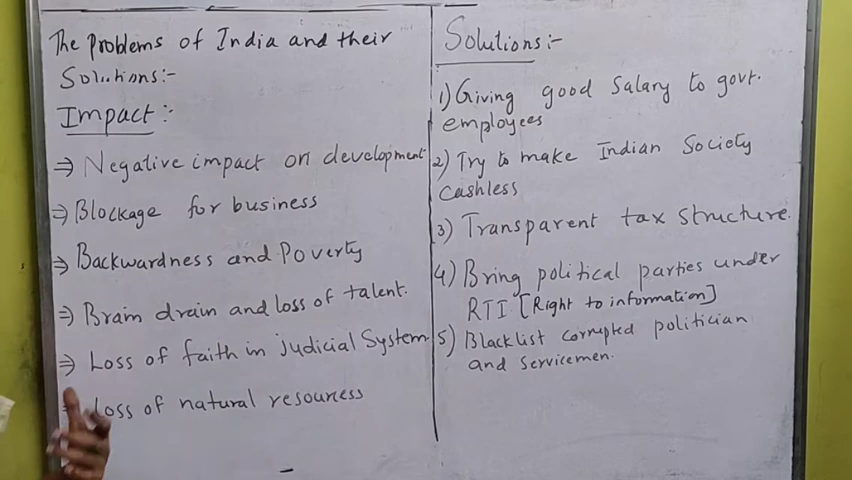 The Problems of India and their
Solutions:-
Impact:-
⇒ Negative impact on development
⇒ Blockage for business
⇒ Backwardness and Poverty
⇒ Brain drain and loss of talent.
⇒ Loss of faith in judicial System
⇒ Loss of natural resources
Solutions:-
1) Giving good Salary to govt.
employees
2) Try to make Indian Society
cashless
3) Transparent tax structure.
4) Bring political parties under
RTI [Right to information]
5) Blacklist corrupted politician
and servicemen.